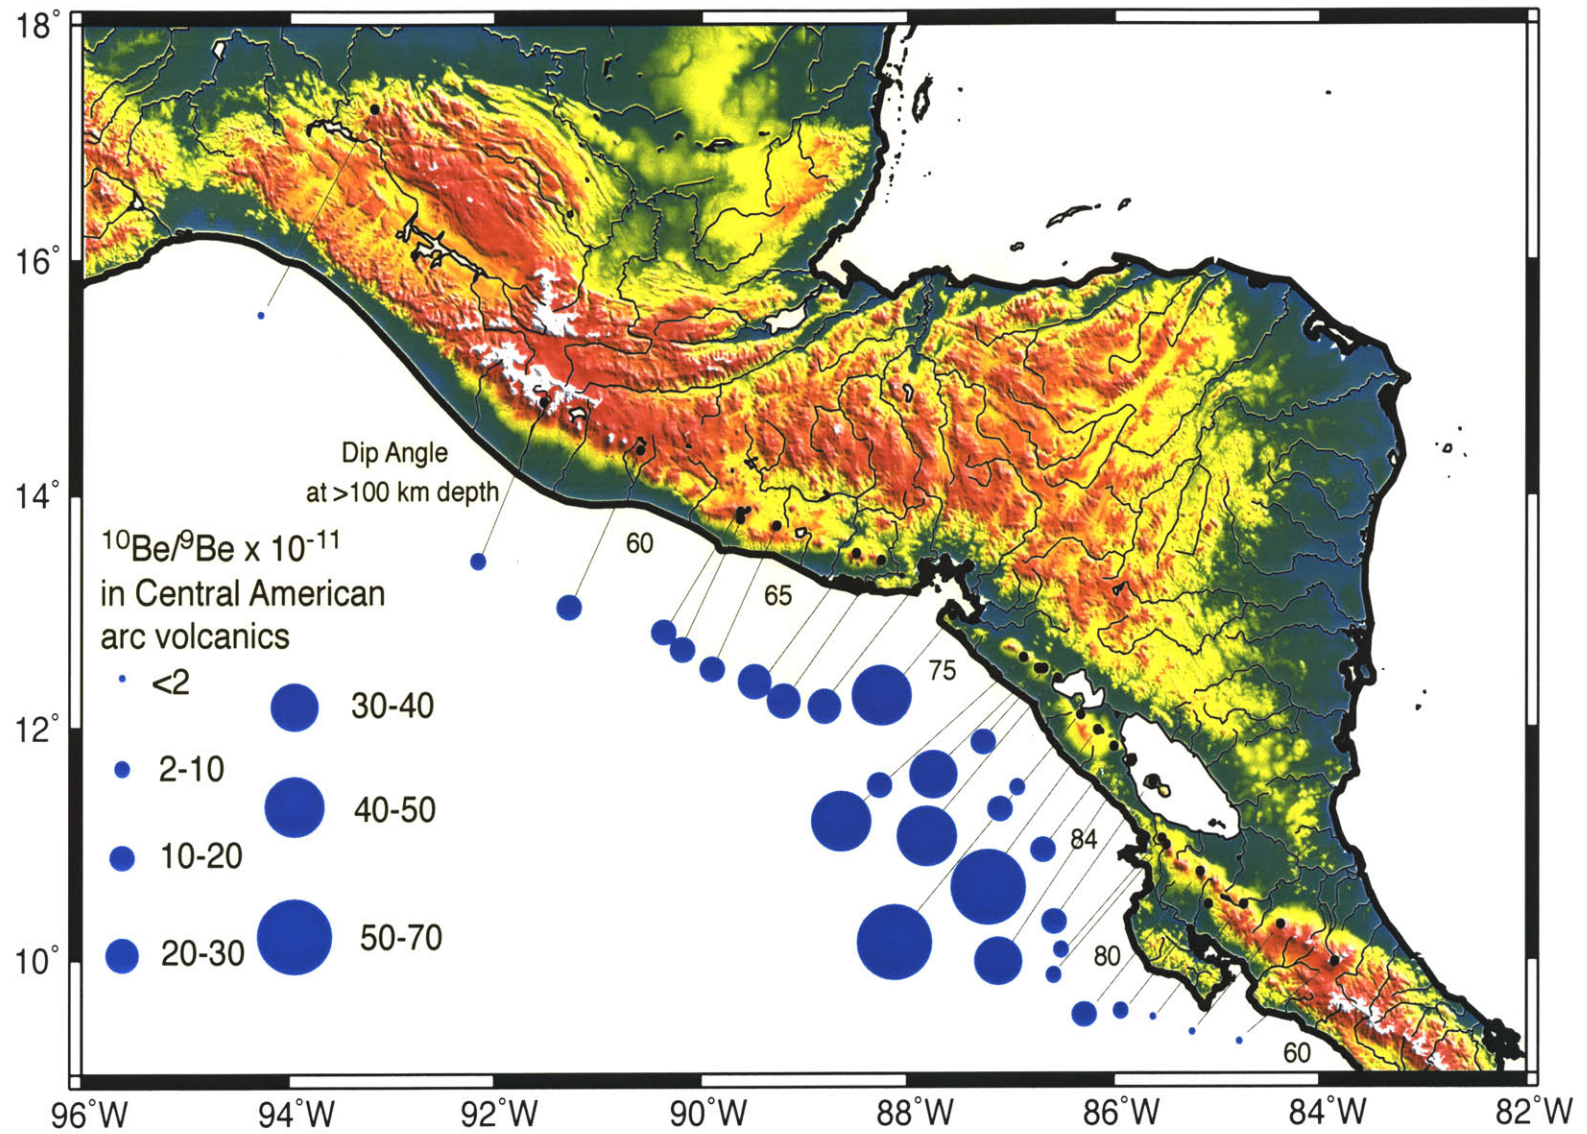 18°
16°
14°
12°
10°
Dip Angle
at >100 km depth
¹⁰Be/⁹Be x 10⁻¹¹
in Central American
arc volcanics
<2
2-10
10-20
20-30
30-40
40-50
50-70
60
65
75
84
80
60
96°W
94°W
92°W
90°W
88°W
86°W
84°W
82°W